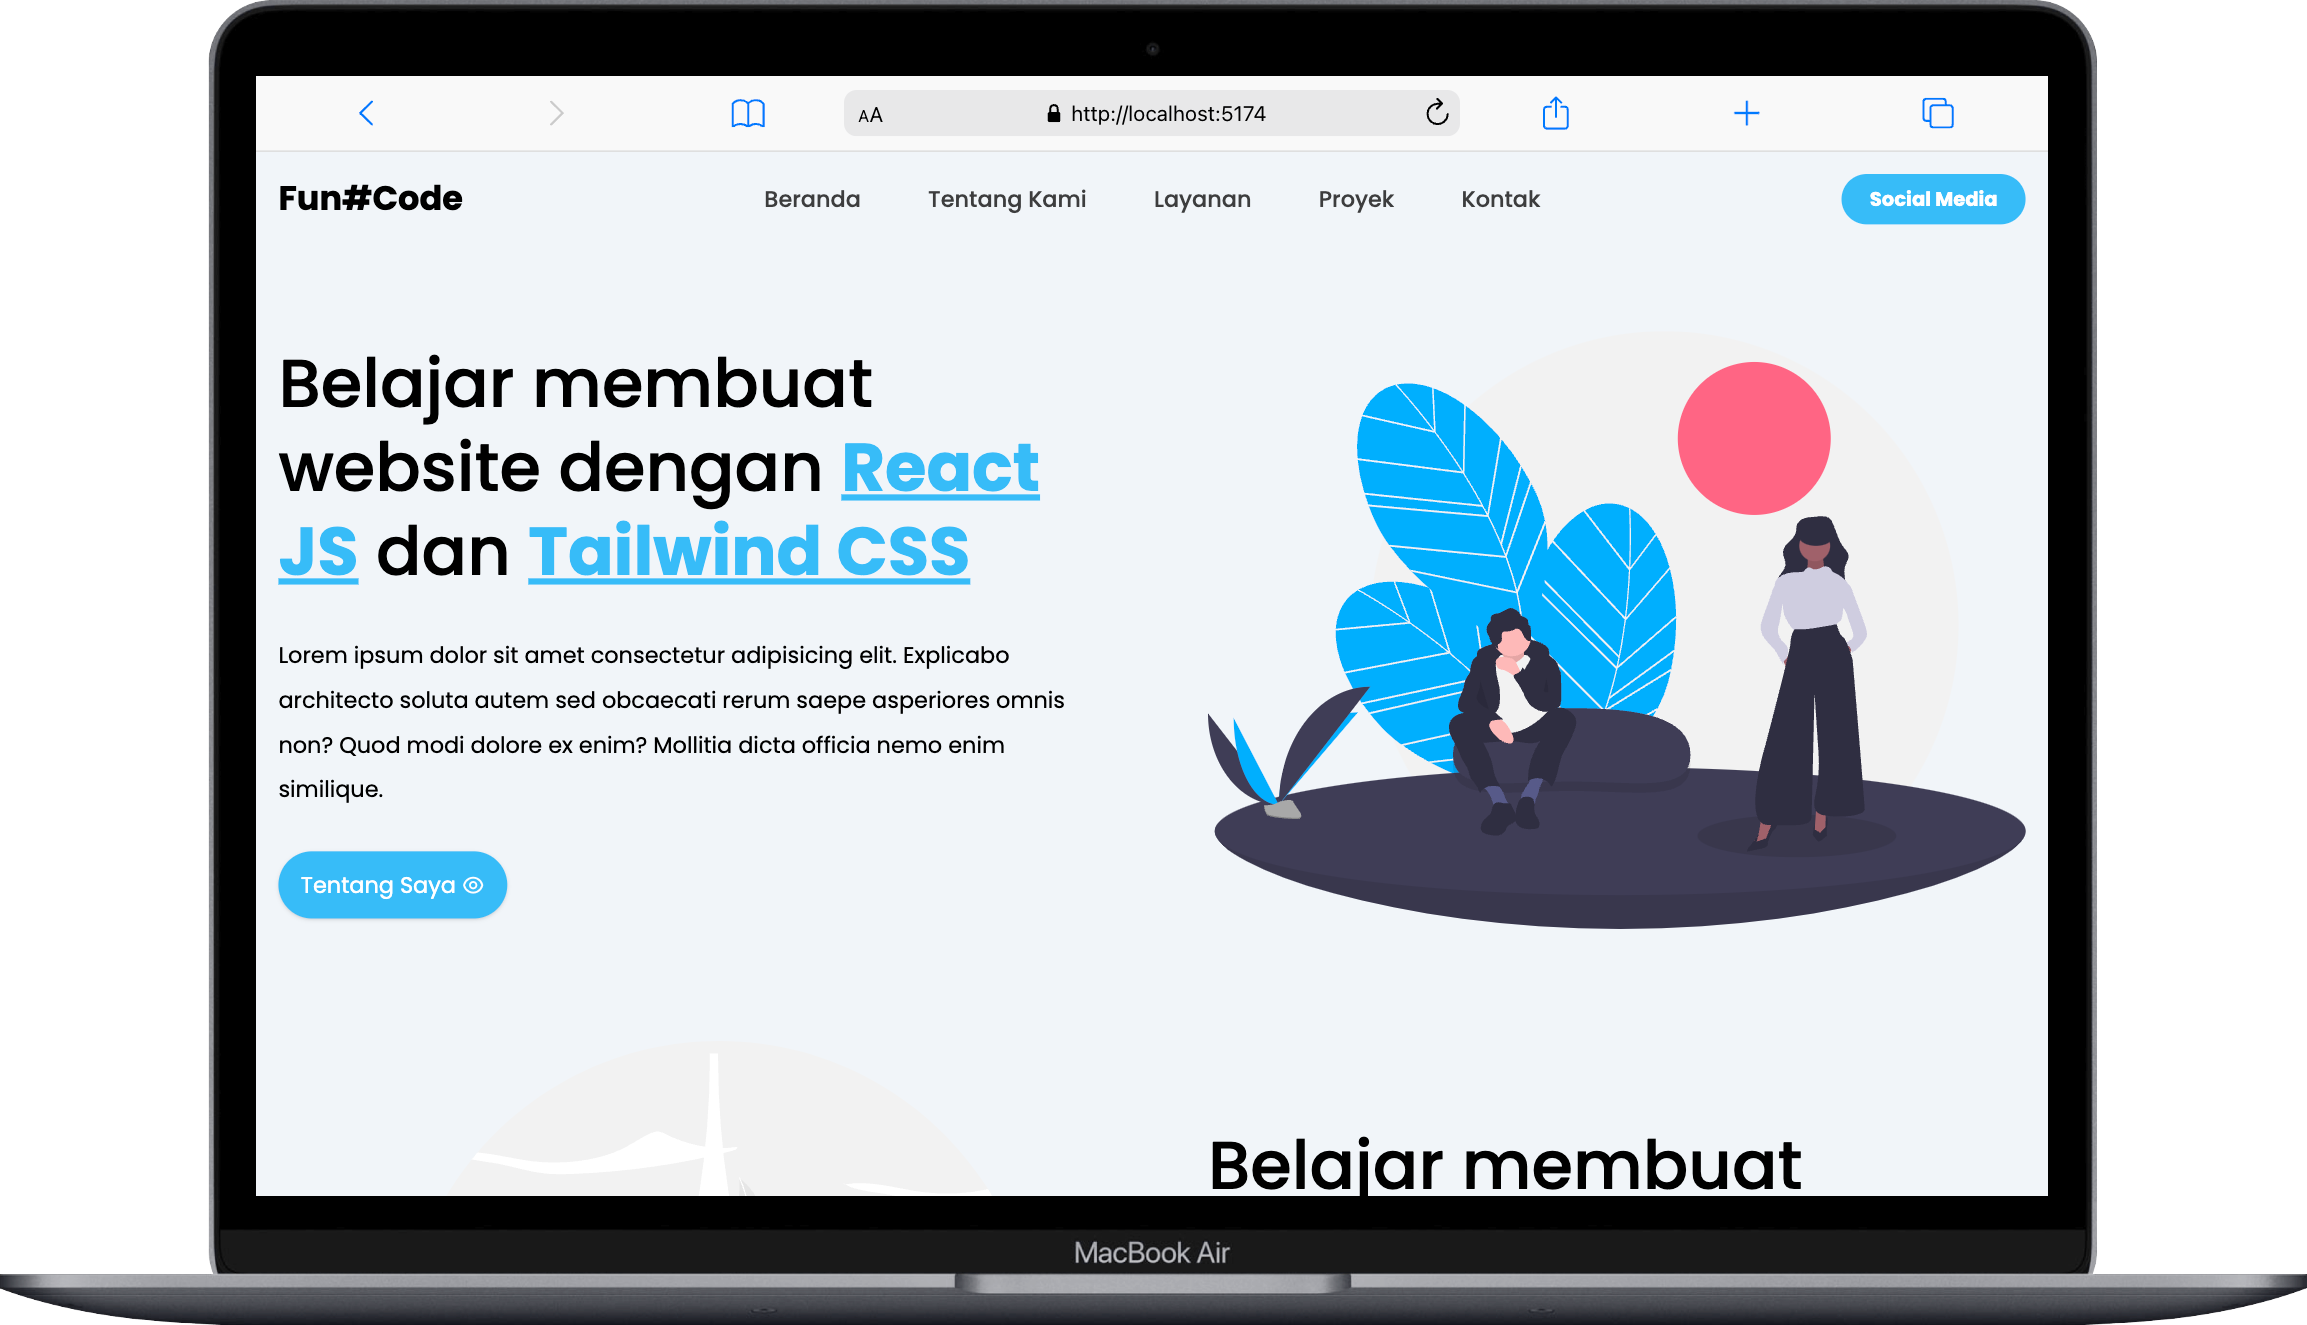 AA
http://localhost:5174
Fun#Code
Beranda
Tentang Kami
Layanan
Proyek
Kontak
Social Media
Belajar membuat
website dengan React
JS dan Tailwind CSS
Lorem ipsum dolor sit amet consectetur adipisicing elit. Explicabo
architecto soluta autem sed obcaecati rerum saepe asperiores omnis
non? Quod modi dolore ex enim? Mollitia dicta officia nemo enim
similique.
Tentang Saya
Belajar membuat
MacBook Air